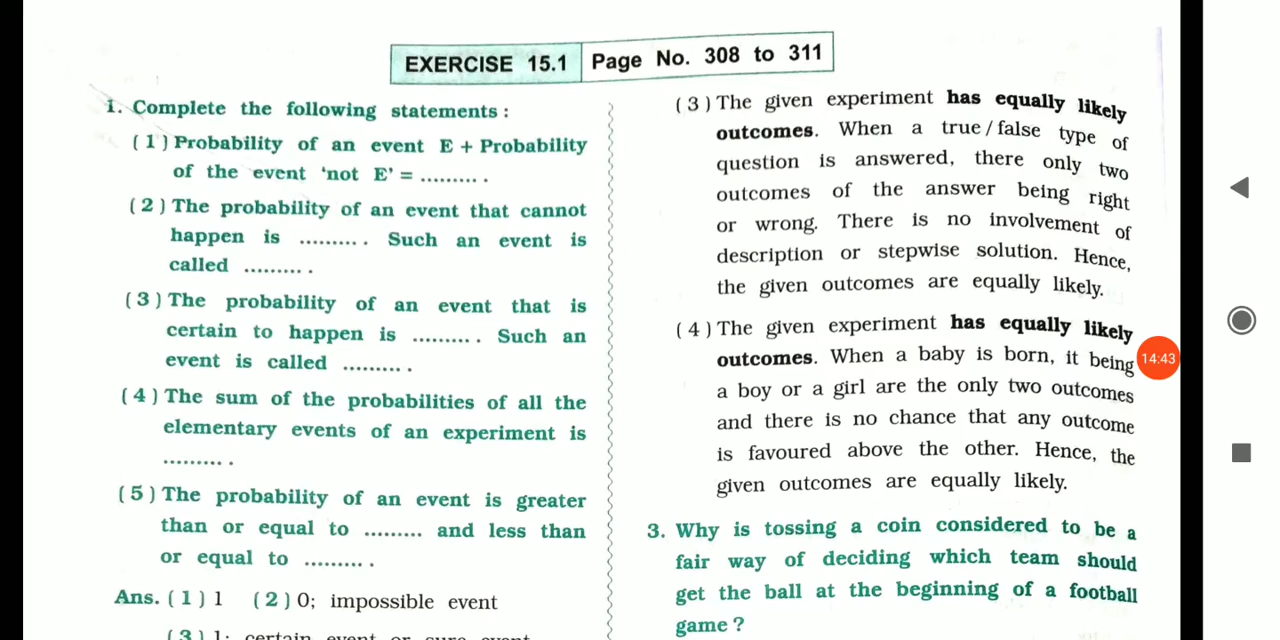 EXERCISE 15.1 Page No. 308 to 311
1. Complete the following statements :
(1) Probability of an event E + Probability
of the event 'not E' = .......... .
(2) The probability of an event that cannot
happen is .......... . Such an event is
called .......... .
(3) The probability of an event that is
certain to happen is .......... . Such an
event is called .......... .
(4) The sum of the probabilities of all the
elementary events of an experiment is
.......... .
(5) The probability of an event is greater
than or equal to ......... and less than
or equal to .......... .
Ans. (1) 1 (2) 0; impossible event
(3) 1; certain event or sure event
(3) The given experiment has equally likely
outcomes. When a true/false type of
question is answered, there only two
outcomes of the answer being right
or wrong. There is no involvement of
description or stepwise solution. Hence,
the given outcomes are equally likely.
(4) The given experiment has equally likely
outcomes. When a baby is born, it being
a boy or a girl are the only two outcomes
and there is no chance that any outcome
is favoured above the other. Hence, the
given outcomes are equally likely.
3. Why is tossing a coin considered to be a
fair way of deciding which team should
get the ball at the beginning of a football
game ?
14:43